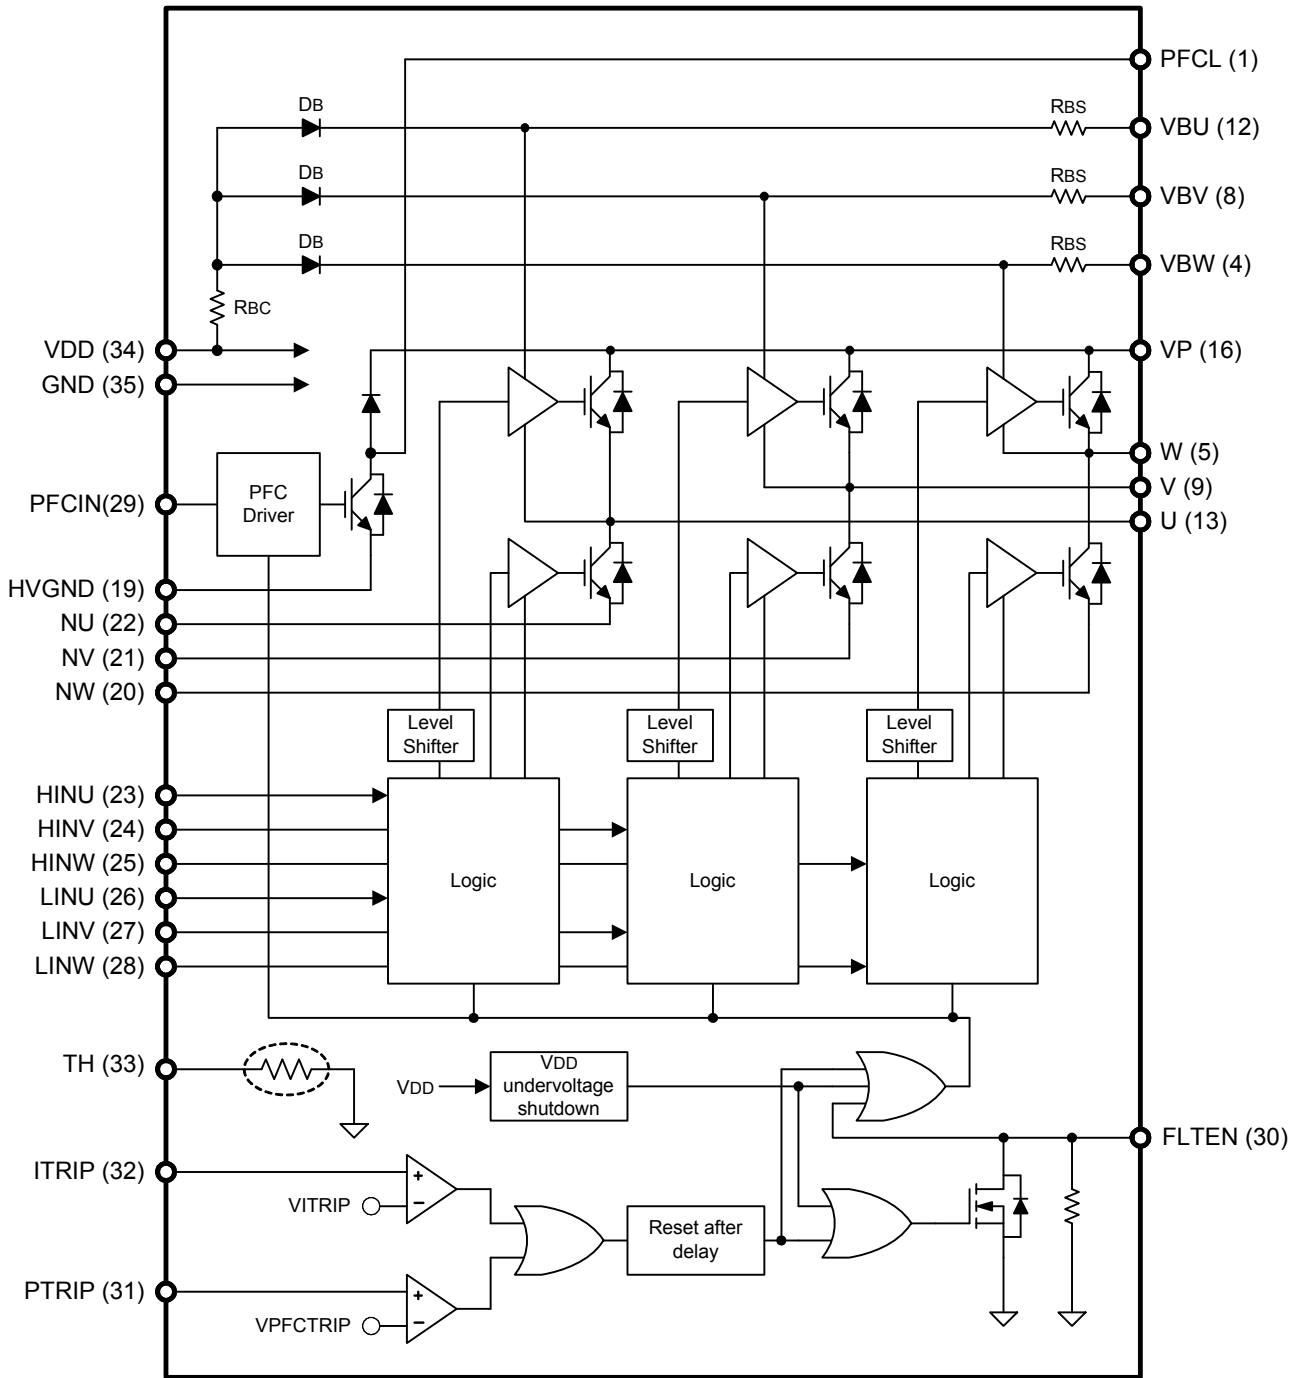 PFCL (1)
DB
RBS
VBU (12)
DB
RBS
VBV (8)
DB
RBS
VBW (4)
RBC
VDD (34)
VP (16)
GND (35)
W (5)
PFC
Driver
PFCIN(29)
V (9)
U (13)
HVGND (19)
NU (22)
NV (21)
NW (20)
Level
Shifter
Level
Shifter
Level
Shifter
HINU (23)
HINV (24)
HINW (25)
LINU (26)
LINV (27)
LINW (28)
Logic
Logic
Logic
TH (33)
VDD
VDD
undervoltage
shutdown
FLTEN (30)
ITRIP (32)
+
−
VITRIP
Reset after
delay
PTRIP (31)
+
−
VPFCTRIP